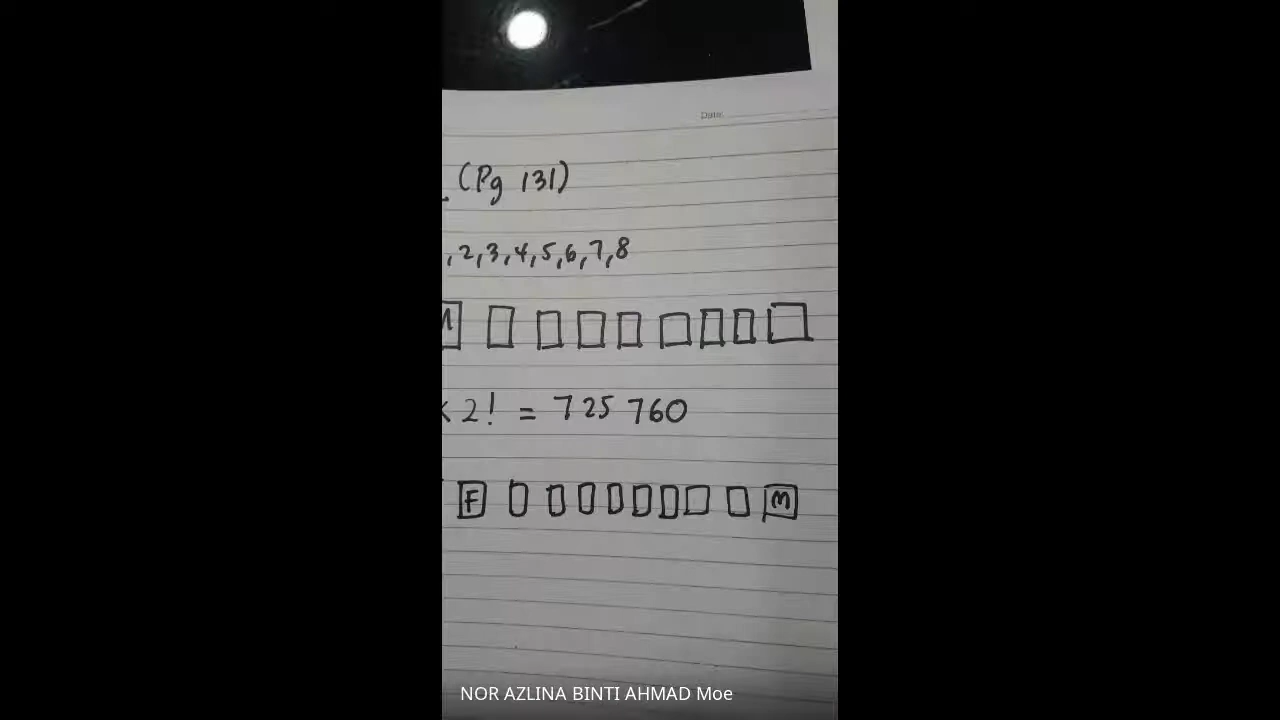 Date:
(Pg 131)
,2,3,4,5,6,7,8
2! = 725 760
F M
NOR AZLINA BINTI AHMAD Moe